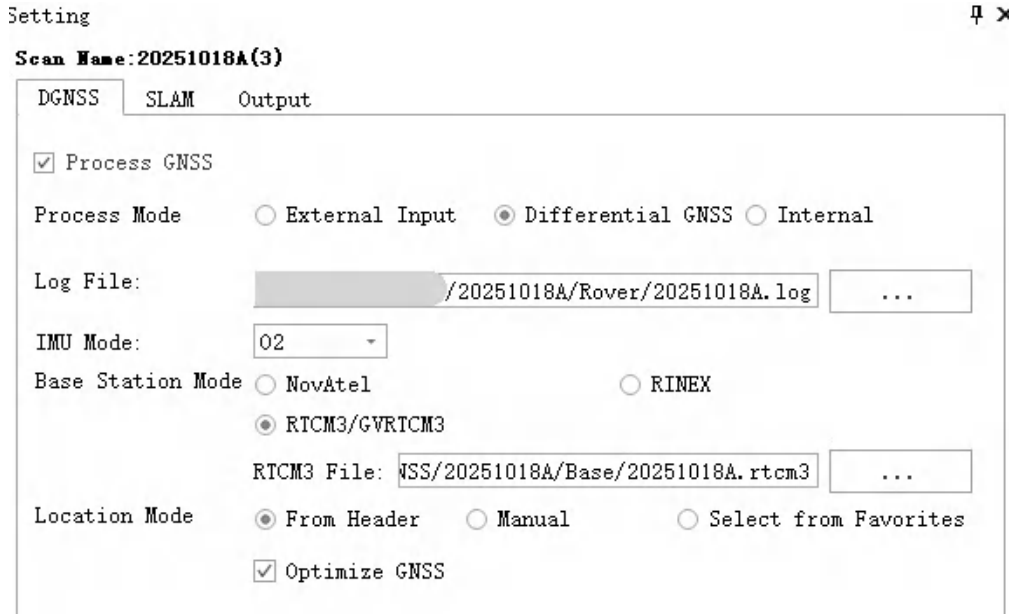 Setting
Scan Name:20251018A(3)
DGNSS SLAM Output
Process GNSS
Process Mode External Input Differential GNSS Internal
Log File: /20251018A/Rover/20251018A.log ...
IMU Mode: O2
Base Station Mode NovAtel RINEX
RTCM3/GVRTCM3
RTCM3 File: NSS/20251018A/Base/20251018A.rtcm3 ...
Location Mode From Header Manual Select from Favorites
Optimize GNSS